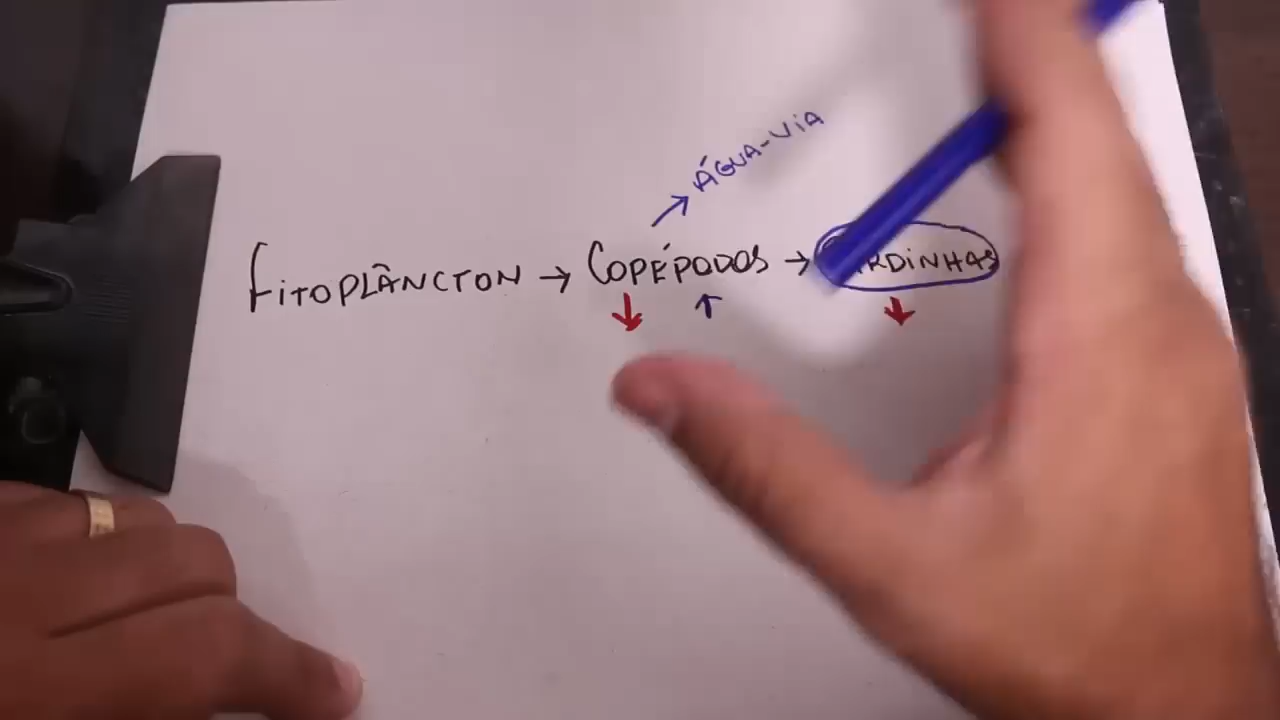 ÁGUA-VIA
FITOPLÂNCTON → COPÉPODOS →